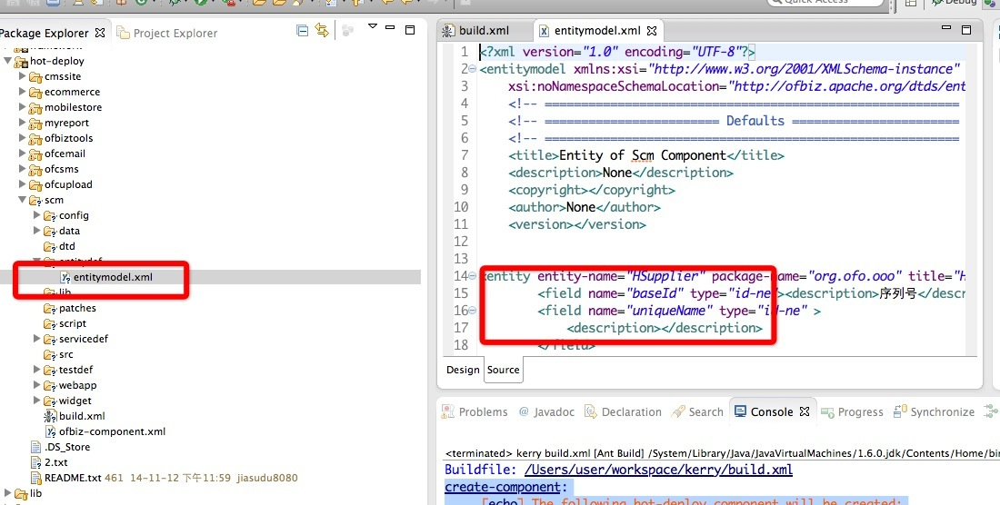 Quick Access
Debug
Package Explorer
Project Explorer
hot-deploy
cmssite
ecommerce
mobilestore
myreport
ofbiztools
ofcemail
ofcsms
ofcupload
scm
config
data
dtd
entitydef
entitymodel.xml
lib
patches
script
servicedef
src
testdef
webapp
widget
build.xml
ofbiz-component.xml
.DS_Store
2.txt
README.txt 461 14-11-12 下午11:59 jiasudu8080
lib
build.xml
entitymodel.xml
1 <?xml version="1.0" encoding="UTF-8"?>
2 <entitymodel xmlns:xsi="http://www.w3.org/2001/XMLSchema-instance"
3 xsi:noNamespaceSchemaLocation="http://ofbiz.apache.org/dtds/ent
4 <!-- =========================================================
5 <!-- ======================== Defaults =======================
6 <!-- =========================================================
7 <title>Entity of Scm Component</title>
8 <description>None</description>
9 <copyright></copyright>
10 <author>None</author>
11 <version></version>
12
13
14 <entity entity-name="HSupplier" package-name="org.ofo.ooo" title="H
15 <field name="baseId" type="id-ne"><description>序列号</descr
16 <field name="uniqueName" type="id-ne" >
17 <description></description>
18 </field>
Design Source
Problems @ Javadoc Declaration Search Console Progress Synchronize
<terminated> kerry build.xml [Ant Build] /System/Library/Java/JavaVirtualMachines/1.6.0.jdk/Contents/Home/bin
Buildfile: /Users/user/workspace/kerry/build.xml
create-component:
[echo] The following hot-deploy component will be created: